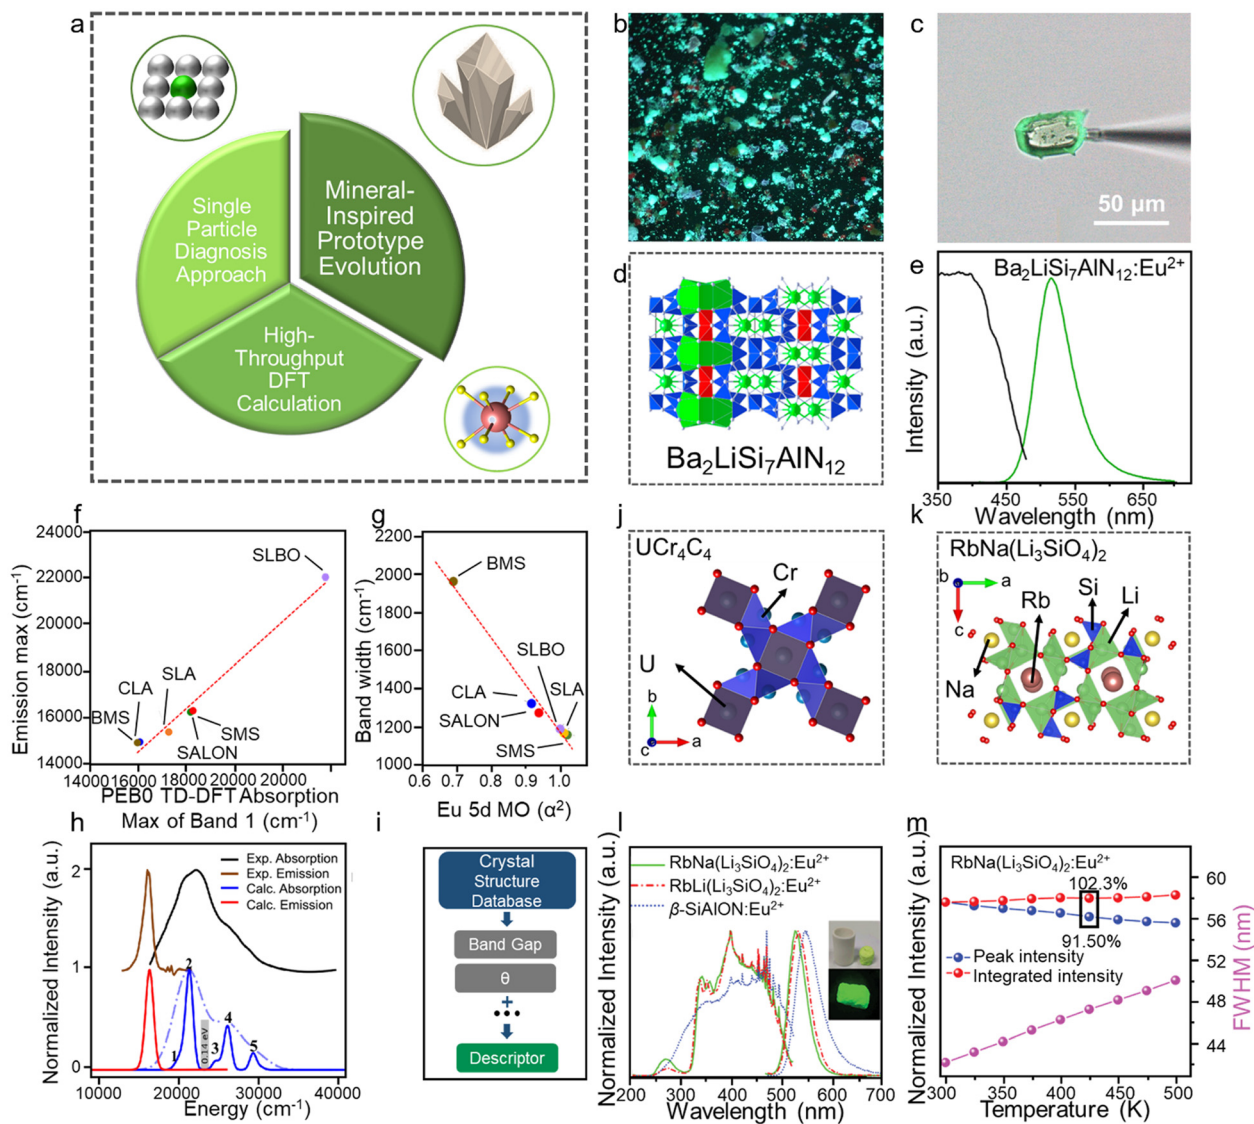 a
Single
Particle
Diagnosis
Approach
Mineral-
Inspired
Prototype
Evolution
High-
Throughput
DFT
Calculation
b
c
50 μm
d
Ba₂LiSi₇AlN₁₂
e
Ba₂LiSi₇AlN₁₂:Eu²⁺
Intensity (a.u.)
350 450 550 650
Wavelength (nm)
f
Emission max (cm⁻¹)
24000
22000
20000
18000
16000
14000
SLBO
SLA
CLA
BMS
SMS
SALON
14000 16000 18000 20000 20000
PEB0 TD-DFT Absorption
Max of Band 1 (cm⁻¹)
g
Band width (cm⁻¹)
2200
2000
1800
1600
1400
1200
1000
BMS
SLBO
CLA
SLA
SALON
SMS
0.6 0.7 0.8 0.9 1.0
Eu 5d MO (α²)
j
UCr₄C₄
Cr
U
b
c
a
k
RbNa(Li₃SiO₄)₂
b
a
c
Rb
Si
Li
Na
h
Normalized Intensity (a.u.)
2
1
0
Exp. Absorption
Exp. Emission
Calc. Absorption
Calc. Emission
1
2
0.14 eV
3
4
5
10000 20000 30000 40000
Energy (cm⁻¹)
i
Crystal
Structure
Database
Band Gap
θ
+
•••
Descriptor
l
Normalized Intensity (a.u.)
RbNa(Li₃SiO₄)₂:Eu²⁺
RbLi(Li₃SiO₄)₂:Eu²⁺
β-SiAlON:Eu²⁺
200 300 400 500 600 700
Wavelength (nm)
m
Normalized Intensity (a.u.)
RbNa(Li₃SiO₄)₂:Eu²⁺
102.3%
91.50%
Peak intensity
Integrated intensity
60
56
52
48
44
FWHM (nm)
300 350 400 450 500
Temperature (K)